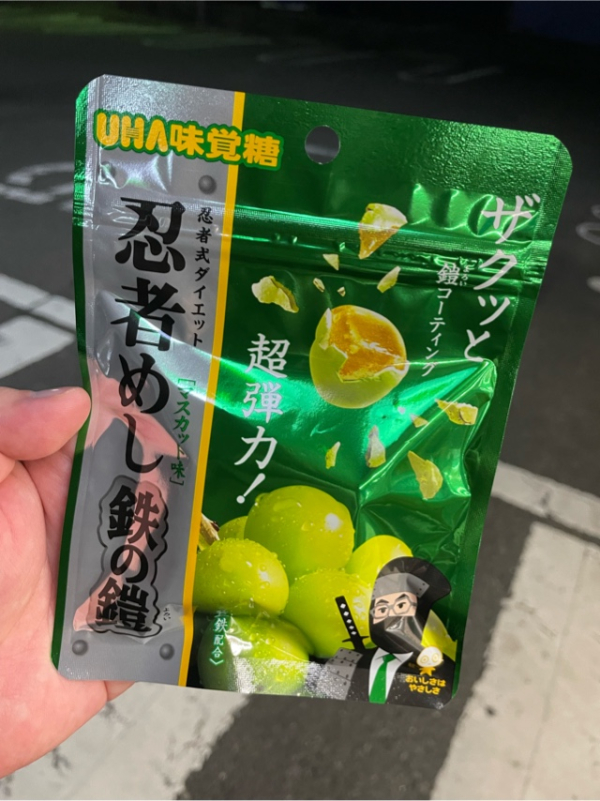 UHA味覚糖
忍者式ダイエット
忍者めし
[マスカット味]
鉄の鎧
ザクッと
鎧コーティング
超弾力!
鉄配合〉
おいしさは
やさしさ